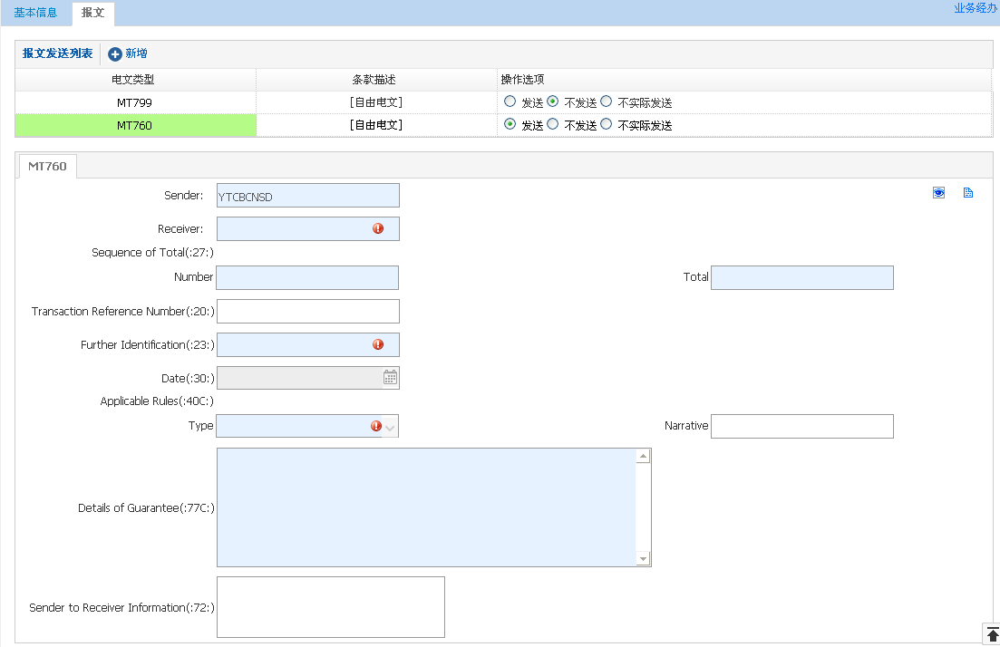 基本信息 报文 业务经办
报文发送列表 新增
电文类型 条款描述 操作选项
MT799 [自由电文] 发送 不发送 不实际发送
MT760 [自由电文] 发送 不发送 不实际发送
MT760
Sender: YTCBCNSD
Receiver:
Sequence of Total(:27:)
Number Total
Transaction Reference Number(:20:)
Further Identification(:23:)
Date(:30:)
Applicable Rules(:40C:)
Type Narrative
Details of Guarantee(:77C:)
Sender to Receiver Information(:72:)